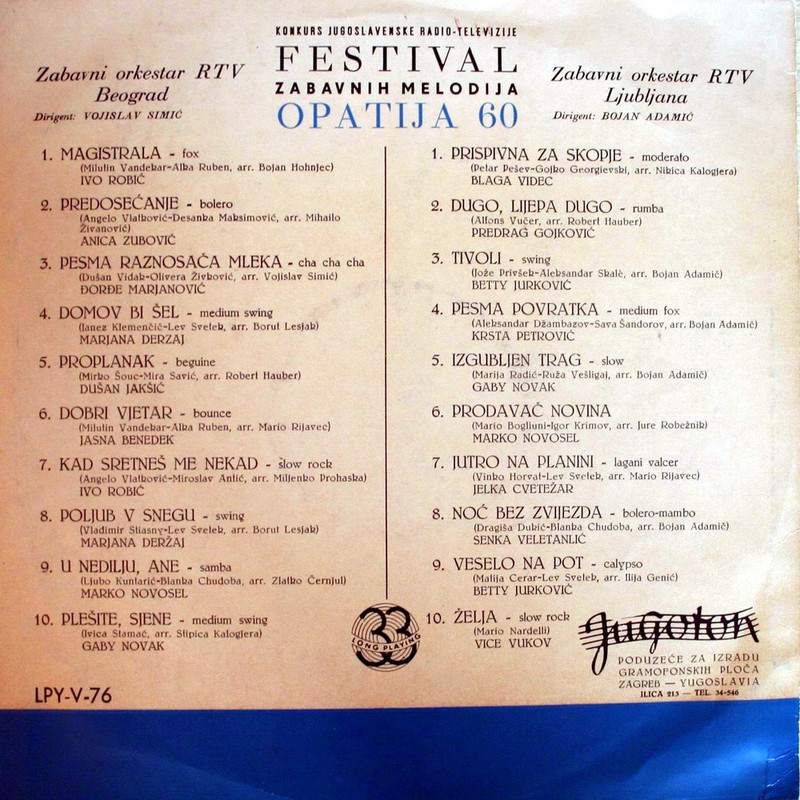 KONKURS JUGOSLAVENSKE RADIO-TELEVIZIJE
FESTIVAL
ZABAVNIH MELODIJA
OPATIJA 60
Zabavni orkestar RTV
Beograd
Dirigent: VOJISLAV SIMIĆ
1. MAGISTRALA - fox
(Milutin Vandekar-Alka Ruben, arr. Bojan Hohnjec)
IVO ROBIĆ
2. PREDOSEĆANJE - bolero
(Angelo Vlatković-Desanka Maksimović, arr. Mihailo
Živanović)
ANICA ZUBOVIĆ
3. PESMA RAZNOSAČA MLEKA - cha cha cha
(Dušan Vidak-Olivera Živković, arr. Vojislav Simić)
ĐORĐE MARJANOVIĆ
4. DOMOV BI ŠEL - medium swing
(Janez Klemenčič-Lev Svetek, arr. Borut Lesjak)
MARJANA DERZAJ
5. PROPLANAK - beguine
(Mirko Šouc-Mira Savić, arr. Robert Hauber)
DUŠAN JAKŠIĆ
6. DOBRI VJETAR - bounce
(Milutin Vandekar-Alka Ruben, arr. Mario Rijavec)
JASNA BENEDEK
7. KAD SRETNEŠ ME NEKAD - slow rock
(Angelo Vlatković-Miroslav Antić, arr. Miljenko Prohaska)
IVO ROBIĆ
8. POLJUB V SNEGU - swing
(Vladimir Stiasny-Lev Svetek, arr. Borut Lesjak)
MARJANA DERŽAJ
9. U NEDILJU, ANE - samba
(Ljubo Kuntarić-Blanka Chudoba, arr. Zlatko Černjul)
MARKO NOVOSEL
10. PLEŠITE, SJENE - medium swing
(Ivica Stamać, arr. Stipica Kalogjera)
GABY NOVAK
Zabavni orkestar RTV
Ljubljana
Dirigent: BOJAN ADAMIČ
1. PRISPIVNA ZA SKOPJE - moderato
(Petar Pešev-Gojko Georgievski, arr. Nikica Kalogjera)
BLAGA VIDEC
2. DUGO, LIJEPA DUGO - rumba
(Alfons Vučer, arr. Robert Hauber)
PREDRAG GOJKOVIĆ
3. TIVOLI - swing
(Jože Privšek-Aleksandar Skalè, arr. Bojan Adamič)
BETTY JURKOVIĆ
4. PESMA POVRATKA - medium fox
(Aleksandar Džambazov-Sava Šandorov, arr. Bojan Adamič)
KRSTA PETROVIĆ
5. IZGUBLJEN TRAG - slow
(Marija Radić-Ruža Vešligaj, arr. Bojan Adamič)
GABY NOVAK
6. PRODAVAČ NOVINA
(Mario Bogliuni-Igor Krimov, arr. Jure Robežnik)
MARKO NOVOSEL
7. JUTRO NA PLANINI - lagani valcer
(Vinko Horvat-Lev Svetek, arr. Mario Rijavec)
JELKA CVETEŽAR
8. NOĆ BEZ ZVIJEZDA - bolero-mambo
(Dragiša Dukić-Blanka Chudoba, arr. Bojan Adamič)
SENKA VELETANLIĆ
9. VESELO NA POT - calypso
(Matija Cerar-Lev Svetek, arr. Ilija Genić)
BETTY JURKOVIĆ
10. ŽELJA - slow rock
(Mario Nardelli)
VICE VUKOV
33
LONG PLAYING
Jugoton
PODUZEĆE ZA IZRADU
GRAMOFONSKIH PLOČA
ZAGREB — YUGOSLAVIA
ILICA 213 — TEL. 34-546
LPY-V-76